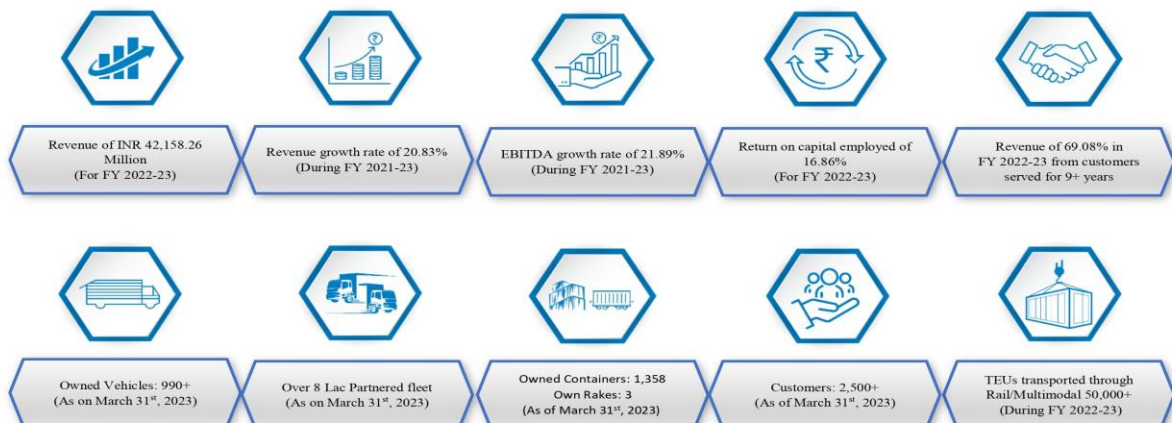 Revenue of INR 42,158.26
Million
(For FY 2022-23)
Revenue growth rate of 20.83%
(During FY 2021-23)
EBITDA growth rate of 21.89%
(During FY 2021-23)
Return on capital employed of
16.86%
(For FY 2022-23)
Revenue of 69.08% in
FY 2022-23 from customers
served for 9+ years
Owned Vehicles: 990+
(As on March 31st, 2023)
Over 8 Lac Partnered fleet
(As on March 31st, 2023)
Owned Containers: 1,358
Own Rakes: 3
(As of March 31st, 2023)
Customers: 2,500+
(As of March 31st, 2023)
TEUs transported through
Rail/Multimodal 50,000+
(During FY 2022-23)